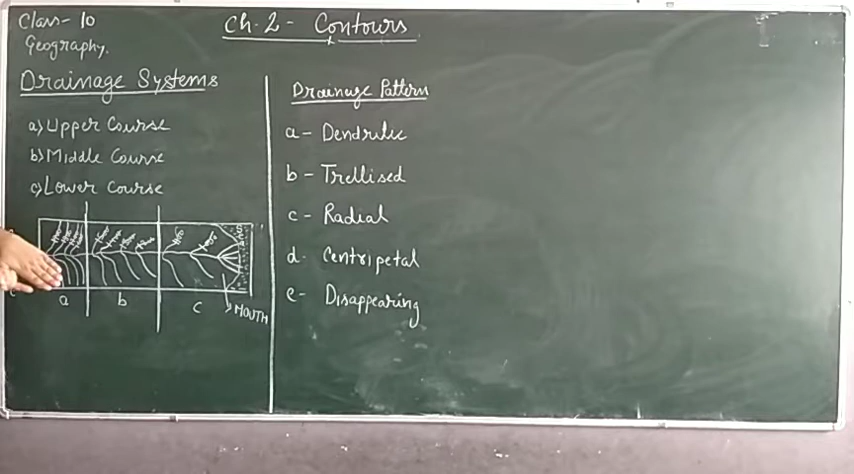 Class- 10
Geography.
Ch. 2 - Contours
Drainage Systems
a) Upper Course
b) Middle Course
c) Lower Course
a
b
c
MOUTH
Drainage Pattern
a - Dendritic
b - Trellised
c - Radial
d. Centripetal
e - Disappearing